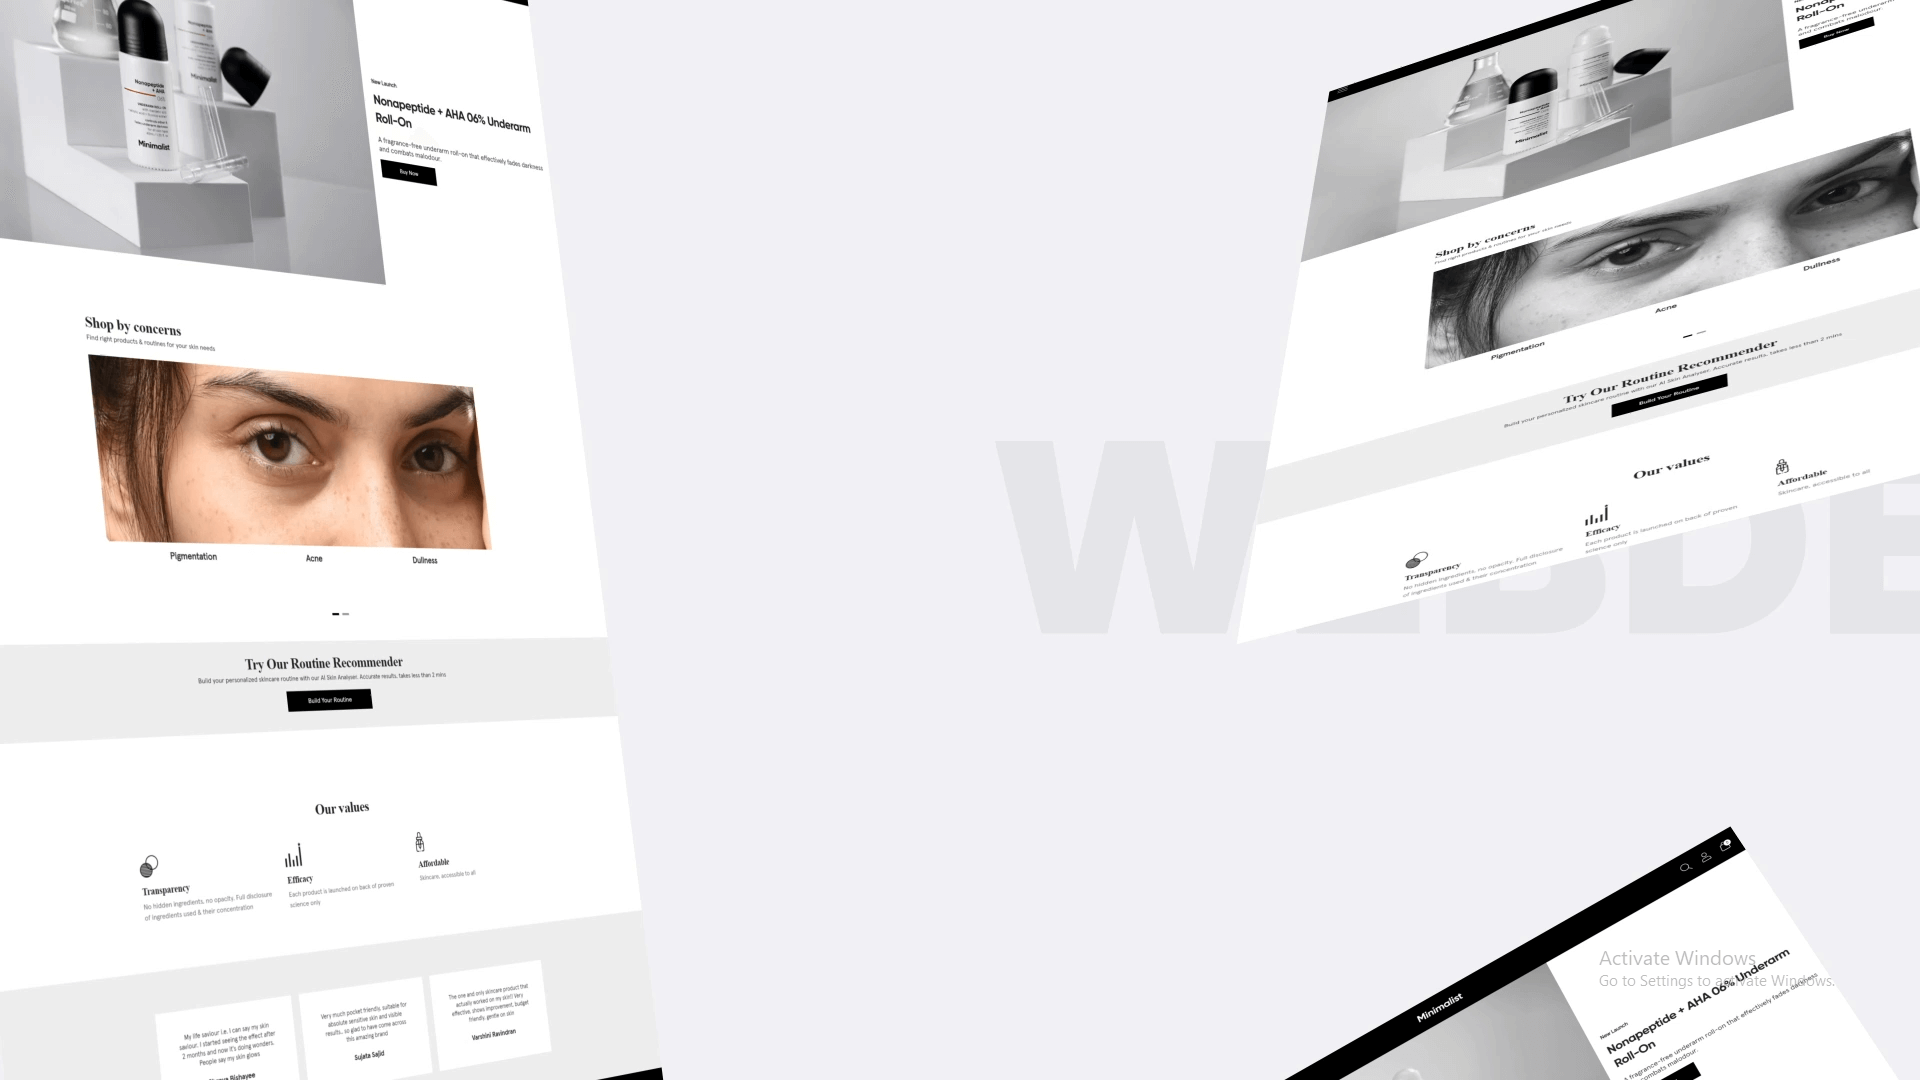 Nonapeptide
+ AHA
Minimalist
New Launch
Nonapeptide + AHA 06% Underarm
Roll-On
A fragrance-free underarm roll-on that effectively fades darkness
and combats malodour.
Buy Now
Shop by concerns
Find right products & routines for your skin needs
Pigmentation
Acne
Dullness
Try Our Routine Recommender
Build your personalized skincare routine with our AI Skin Analyser. Accurate results, takes less than 2 mins
Build Your Routine
Our values
Transparency
No hidden ingredients, no opacity. Full disclosure
of ingredients used & their concentration
Efficacy
Each product is launched on back of proven
science only
Affordable
Skincare, accessible to all
My life saviour i.e. I can say my skin
saviour. I started seeing the effect after
2 months and now it's doing wonders.
People say my skin glows
Bishayee
Very much pocket friendly, suitable for
absolute sensitive skin and visible
results.. so glad to have come across
this amazing brand
Sujata Sajid
The one and only skincare product that
actually worked on my skin!! Very
effective, shows improvement, budget
friendly, gentle on skin
Varshini Ravindran
Roll-On
A fragrance-free underarm
and combats malodour.
Buy Now
Minimalist
Shop by concerns
Find right products & routines for your skin needs
Pigmentation
Acne
Dullness
Try Our Routine Recommender
Build your personalized skincare routine with our AI Skin Analyser. Accurate results, takes less than 2 mins
Build Your Routine
Our values
Transparency
No hidden ingredients, no opacity. Full disclosure
of ingredients used & their concentration
Efficacy
Each product is launched on back of proven
science only
Affordable
Skincare, accessible to all
WEBDE
Minimalist
New Launch
Nonapeptide + AHA 06% Underarm
Roll-On
A fragrance-free underarm roll-on that effectively fades darkness
combats malodour.
Activate Windows
Go to Settings to activate Windows.